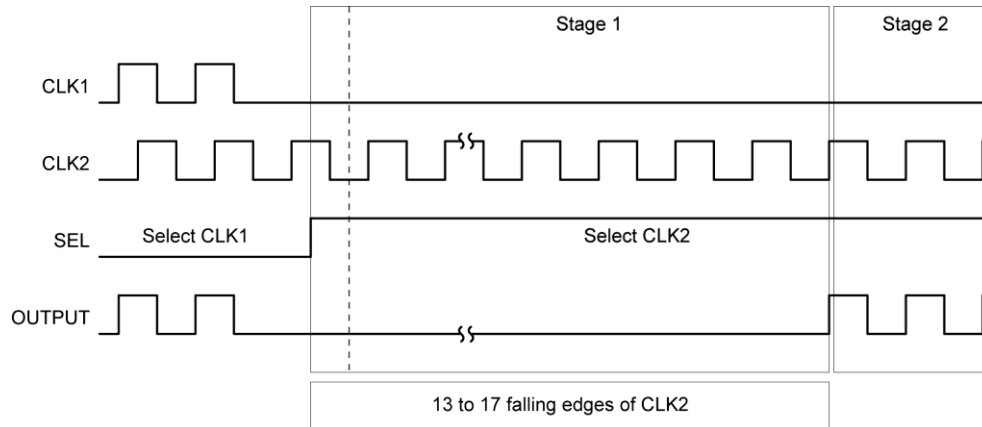 Stage 1
Stage 2
CLK1
CLK2
SEL
Select CLK1
Select CLK2
OUTPUT
13 to 17 falling edges of CLK2